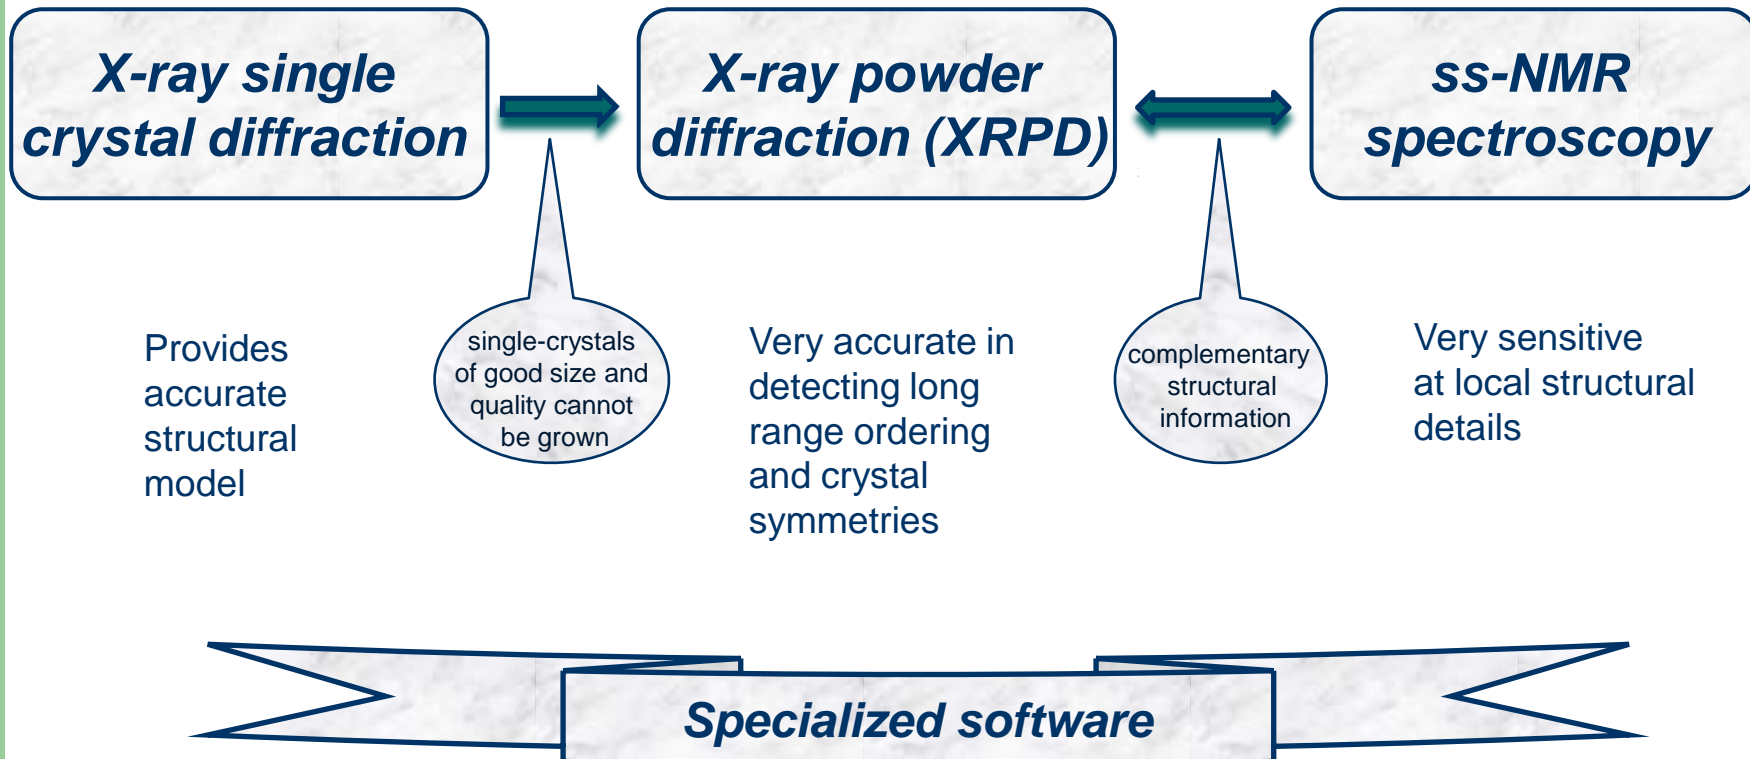 X-ray single
crystal diffraction
X-ray powder
diffraction (XRPD)
ss-NMR
spectroscopy
Provides
accurate
structural
model
single-crystals
of good size and
quality cannot
be grown
Very accurate in
detecting long
range ordering
and crystal
symmetries
complementary
structural
information
Very sensitive
at local structural
details
Specialized software